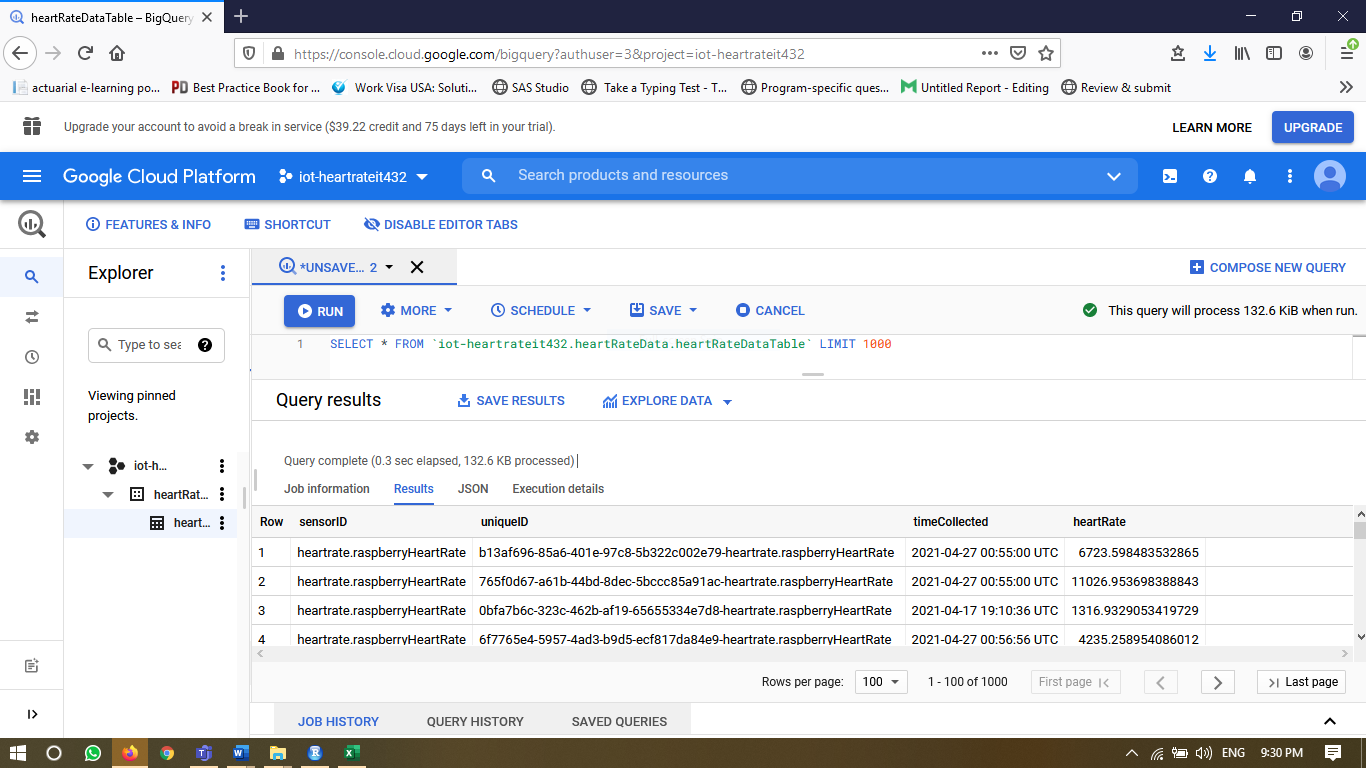 heartRateDataTable – BigQuery
https://console.cloud.google.com/bigquery?authuser=3&project=iot-heartrateit432
actuarial e-learning po... Best Practice Book for ... Work Visa USA: Soluti... SAS Studio Take a Typing Test - T... Program-specific ques... Untitled Report - Editing Review & submit
Upgrade your account to avoid a break in service ($39.22 credit and 75 days left in your trial). LEARN MORE UPGRADE
Google Cloud Platform iot-heartrateit432 Search products and resources
FEATURES & INFO SHORTCUT DISABLE EDITOR TABS
Explorer *UNSAVE... 2 COMPOSE NEW QUERY
RUN MORE SCHEDULE SAVE CANCEL This query will process 132.6 KiB when run.
Type to sea
1 SELECT * FROM `iot-heartrateit432.heartRateData.heartRateDataTable` LIMIT 1000
Viewing pinned
projects.
Query results SAVE RESULTS EXPLORE DATA
iot-h...
heartRat...
heart...
Query complete (0.3 sec elapsed, 132.6 KB processed)
Job information Results JSON Execution details
Row sensorID uniqueID timeCollected heartRate
1 heartrate.raspberryHeartRate b13af696-85a6-401e-97c8-5b322c002e79-heartrate.raspberryHeartRate 2021-04-27 00:55:00 UTC 6723.598483532865
2 heartrate.raspberryHeartRate 765f0d67-a61b-44bd-8dec-5bccc85a91ac-heartrate.raspberryHeartRate 2021-04-27 00:55:00 UTC 11026.953698388843
3 heartrate.raspberryHeartRate 0bfa7b6c-323c-462b-af19-65655334e7d8-heartrate.raspberryHeartRate 2021-04-17 19:10:36 UTC 1316.9329053419729
4 heartrate.raspberryHeartRate 6f7765e4-5957-4ad3-b9d5-ecf817da84e9-heartrate.raspberryHeartRate 2021-04-27 00:56:56 UTC 4235.258954086012
Rows per page: 100 1 - 100 of 1000 First page Last page
JOB HISTORY QUERY HISTORY SAVED QUERIES
ENG 9:30 PM